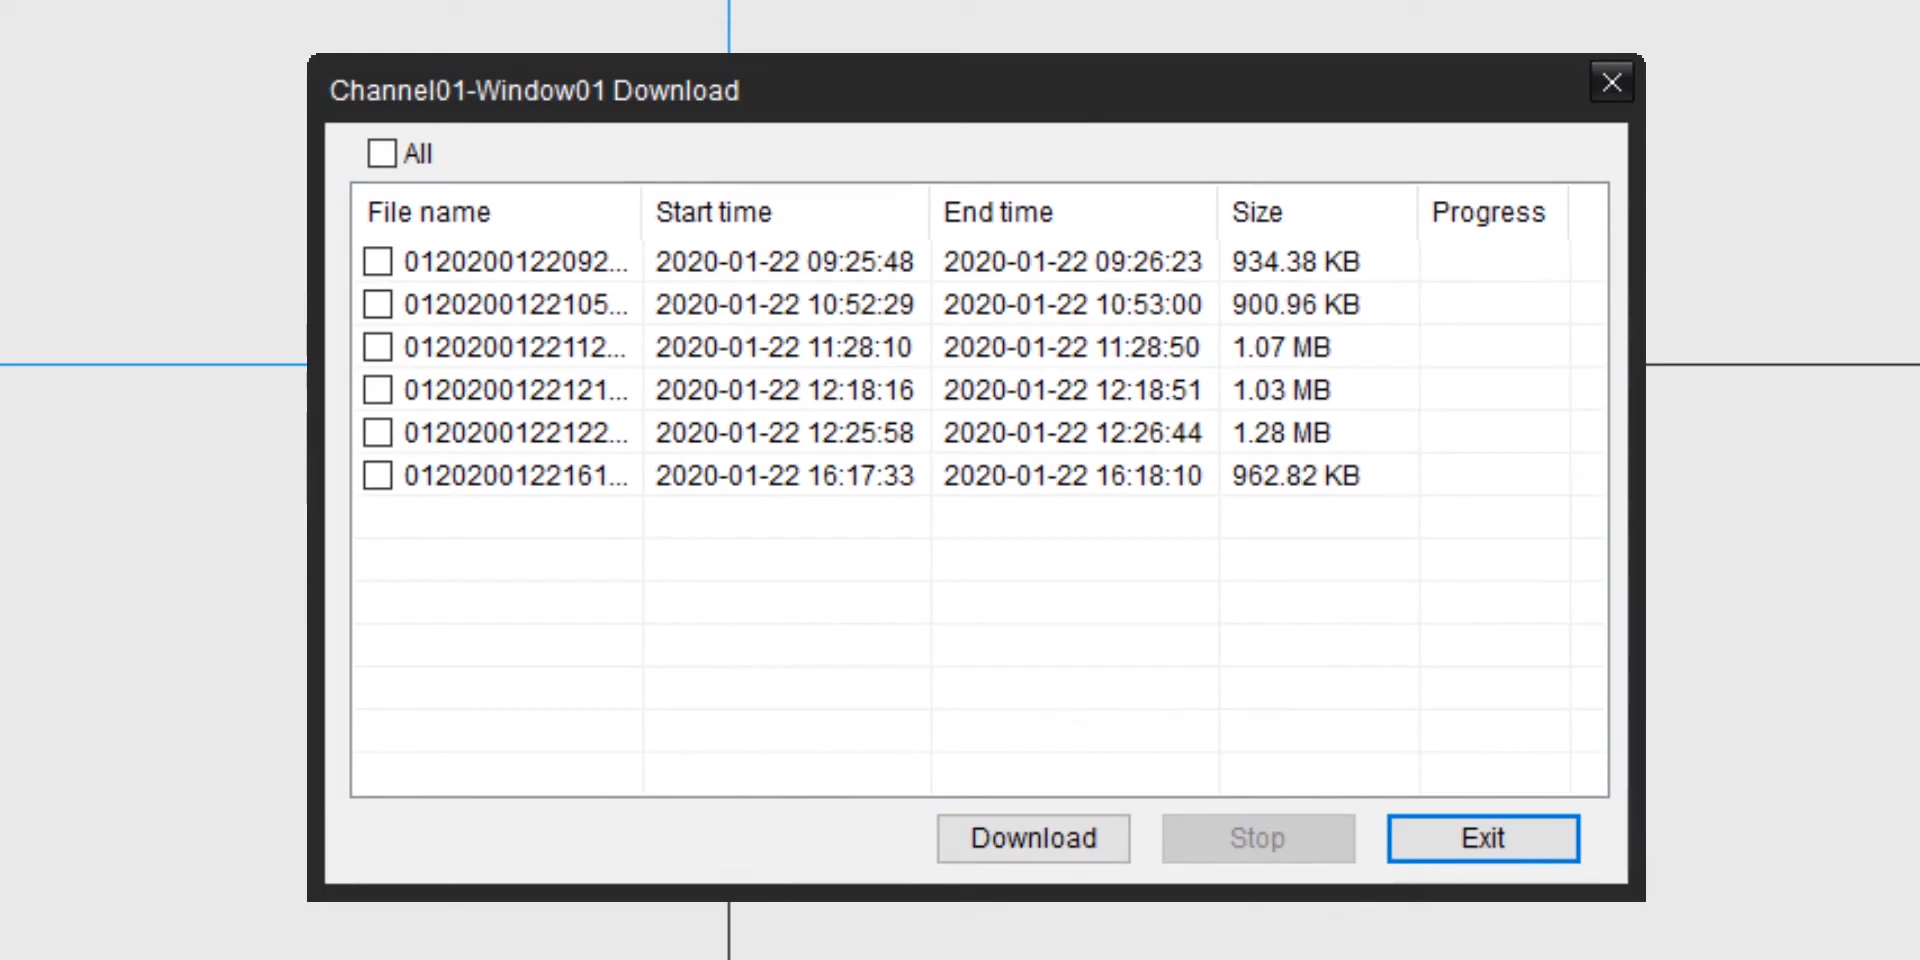 Channel01-Window01 Download
All
File name Start time End time Size Progress
0120200122092... 2020-01-22 09:25:48 2020-01-22 09:26:23 934.38 KB
0120200122105... 2020-01-22 10:52:29 2020-01-22 10:53:00 900.96 KB
0120200122112... 2020-01-22 11:28:10 2020-01-22 11:28:50 1.07 MB
0120200122121... 2020-01-22 12:18:16 2020-01-22 12:18:51 1.03 MB
0120200122122... 2020-01-22 12:25:58 2020-01-22 12:26:44 1.28 MB
0120200122161... 2020-01-22 16:17:33 2020-01-22 16:18:10 962.82 KB
Download Stop Exit